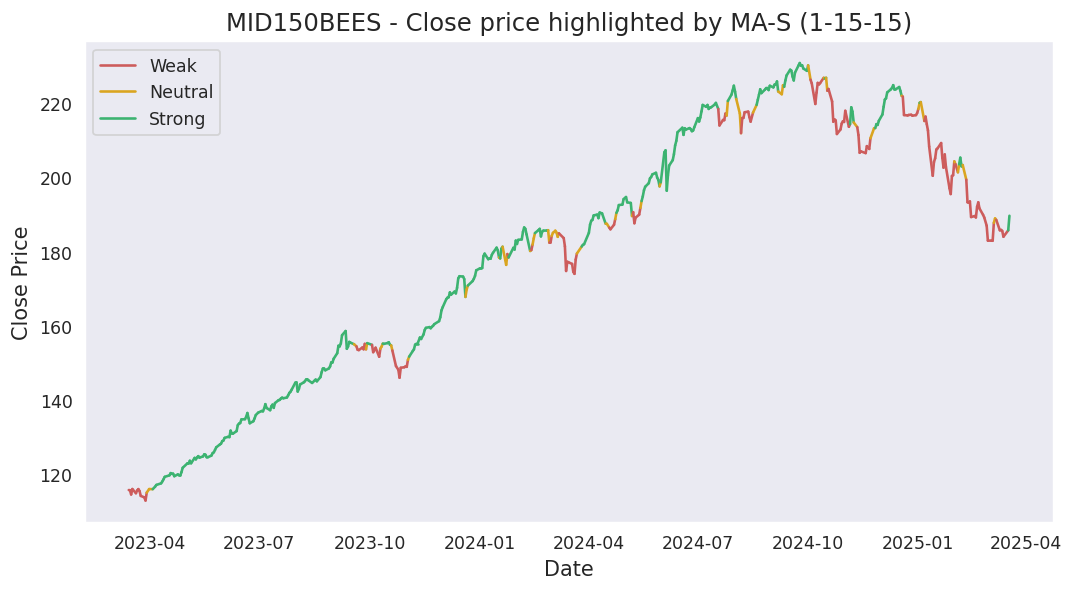 MID150BEES - Close price highlighted by MA-S (1-15-15)
Weak
Neutral
Strong
Close Price
220
200
180
160
140
120
2023-04 2023-07 2023-10 2024-01 2024-04 2024-07 2024-10 2025-01 2025-04
Date